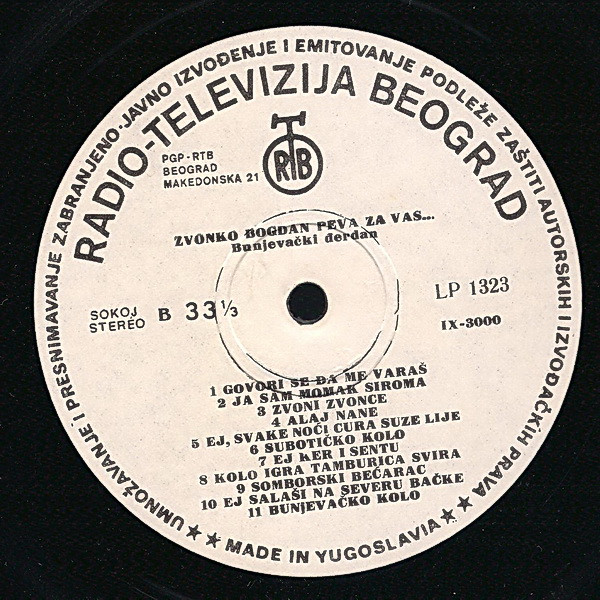 UMNOŽAVANJE I PRESNIMAVANJE ZABRANJENO·JAVNO IZVOĐENJE I EMITOVANJE PODLEŽE ZAŠTITI AUTORSKIH I IZVOĐAČKIH PRAVA
RADIO-TELEVIZIJA BEOGRAD
PGP-RTB
BEOGRAD
MAKEDONSKA 21
RTB
ZVONKO BOGDAN PEVA ZA VAS...
Bunjevački đerdan
SOKOJ
STEREO
B 33 1/3
LP 1323
IX-3000
1 GOVORI SE DA ME VARAŠ
2 JA SAM MOMAK SIROMA
3 ZVONI ZVONCE
4 ALAJ NANE
5 EJ, SVAKE NOĆI CURA SUZE LIJE
6 SUBOTIČKO KOLO
7 EJ KER I SENTU
8 KOLO IGRA TAMBURICA SVIRA
9 SOMBORSKI BEĆARAC
10 EJ SALAŠI NA SEVERU BAČKE
11 BUNJEVAČKO KOLO
★★ MADE IN YUGOSLAVIA ★★